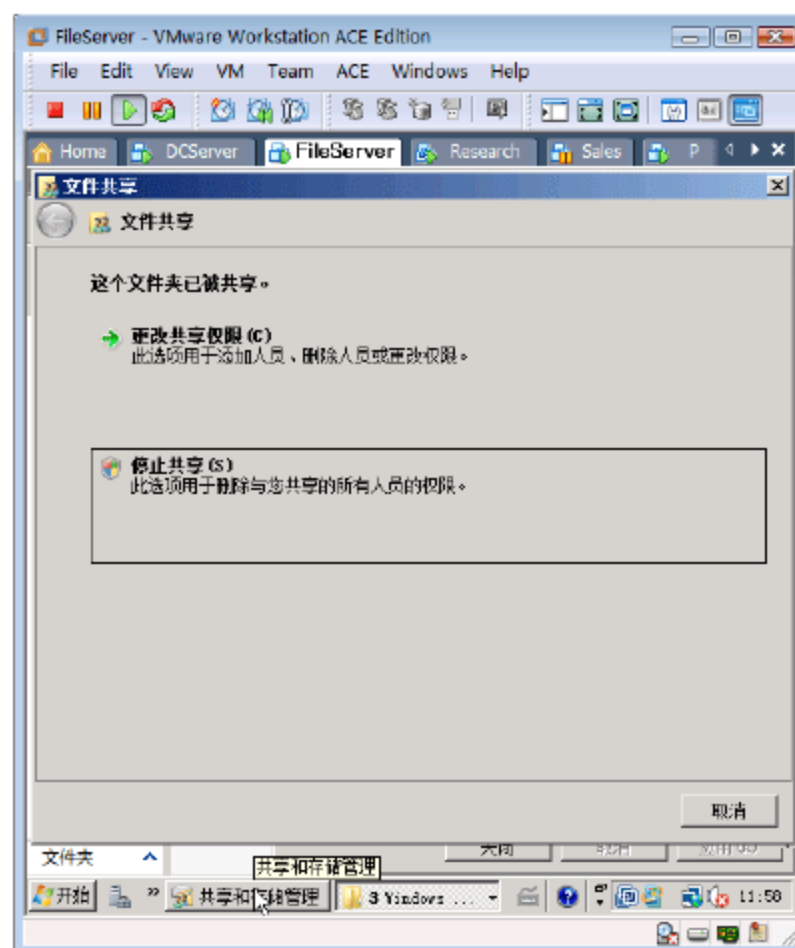 FileServer - VMware Workstation ACE Edition
File Edit View VM Team ACE Windows Help
Home DCServer FileServer Research Sales P
文件共享
文件共享
这个文件夹已被共享。
更改共享权限(C)
此选项用于添加人员、删除人员或更改权限。
停止共享(S)
此选项用于删除与您共享的所有人员的权限。
取消
文件夹
共享和存储管理
开始 » 共享和存储管理 3 Windows ... 11:58